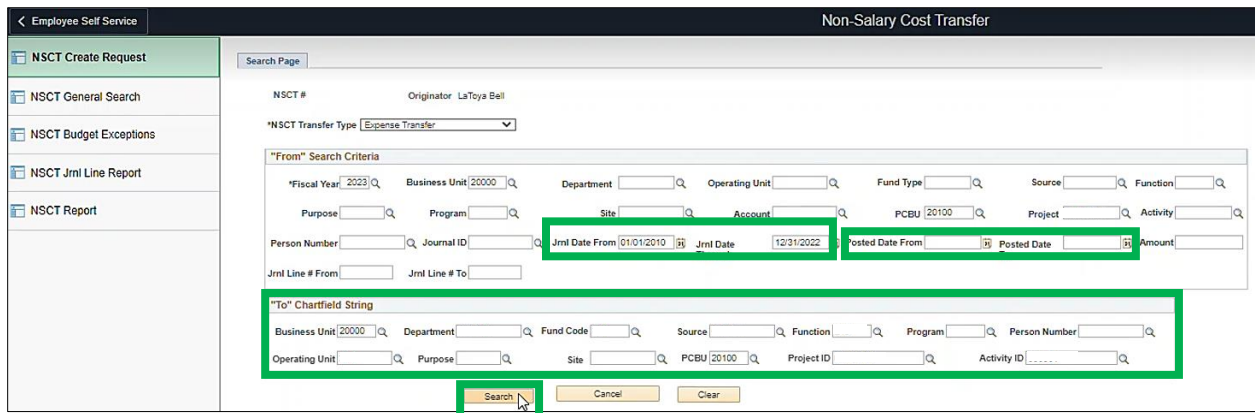 Employee Self Service
Non-Salary Cost Transfer
NSCT Create Request
NSCT General Search
NSCT Budget Exceptions
NSCT Jrnl Line Report
NSCT Report
Search Page
NSCT # Originator LaToya Bell
*NSCT Transfer Type Expense Transfer
"From" Search Criteria
*Fiscal Year 2023 Business Unit 20000 Department Operating Unit Fund Type Source Function
Purpose Program Site Account PCBU 20100 Project Activity
Person Number Journal ID Jrnl Date From 01/01/2010 Jrnl Date 12/31/2022 Posted Date From Posted Date Amount
Jrnl Line # From Jrnl Line # To
"To" Chartfield String
Business Unit 20000 Department Fund Code Source Function Program Person Number
Operating Unit Purpose Site PCBU 20100 Project ID Activity ID
Search Cancel Clear